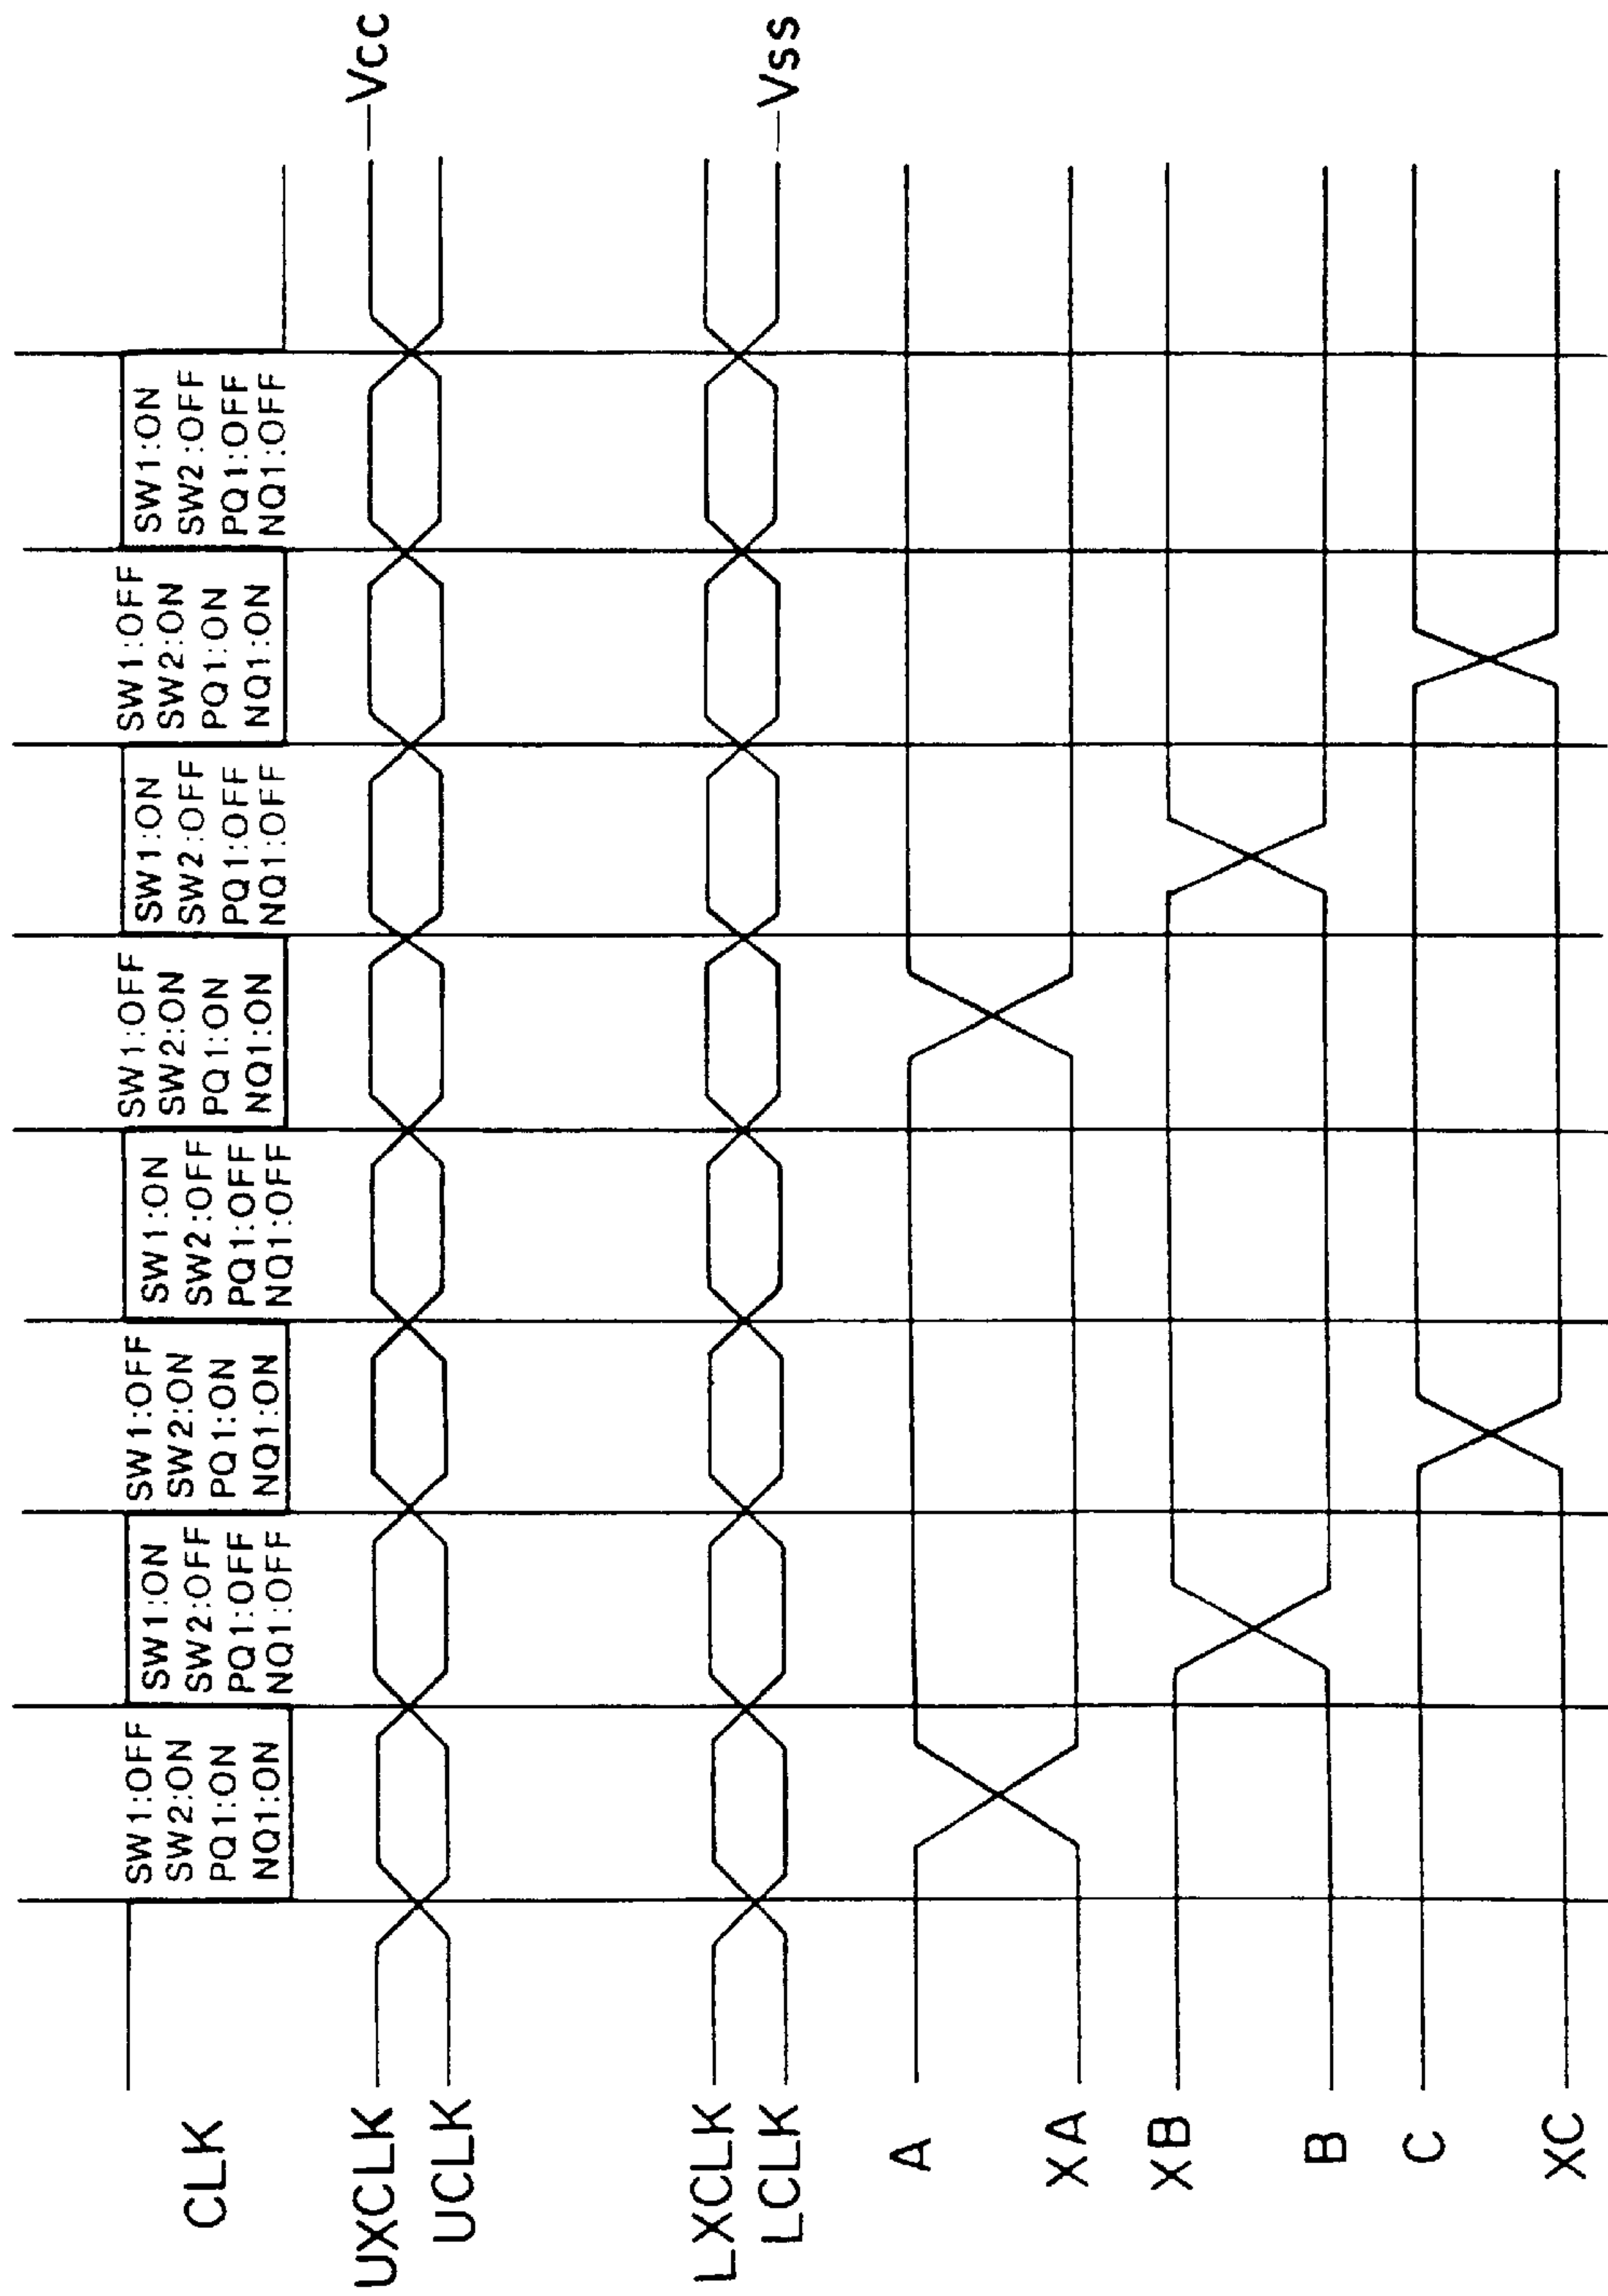 CLK
SW1:OFF
SW2:ON
PQ1:ON
NQ1:ON
SW1:ON
SW2:OFF
PQ1:OFF
NQ1:OFF
SW1:OFF
SW2:ON
PQ1:ON
NQ1:ON
SW1:ON
SW2:OFF
PQ1:OFF
NQ1:OFF
SW1:OFF
SW2:ON
PQ1:ON
NQ1:ON
SW1:ON
SW2:OFF
PQ1:OFF
NQ1:OFF
SW1:OFF
SW2:ON
PQ1:ON
NQ1:ON
SW1:ON
SW2:OFF
PQ1:OFF
NQ1:OFF
UXCLK
Vcc
UCLK
LXCLK
LCLK
Vss
A
XA
XB
B
C
XC